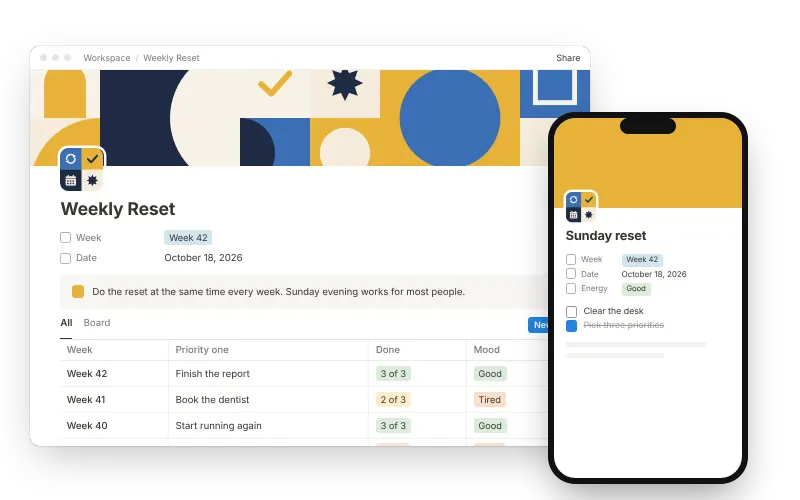 Workspace / Weekly Reset
Share
Weekly Reset
Week Week 42
Date October 18, 2026
Do the reset at the same time every week. Sunday evening works for most people.
All Board
Week Priority one Done Mood
Week 42 Finish the report 3 of 3 Good
Week 41 Book the dentist 2 of 3 Tired
Week 40 Start running again 3 of 3 Good
Sunday reset
Week Week 42
Date October 18, 2026
Energy Good
Clear the desk
Pick three priorities